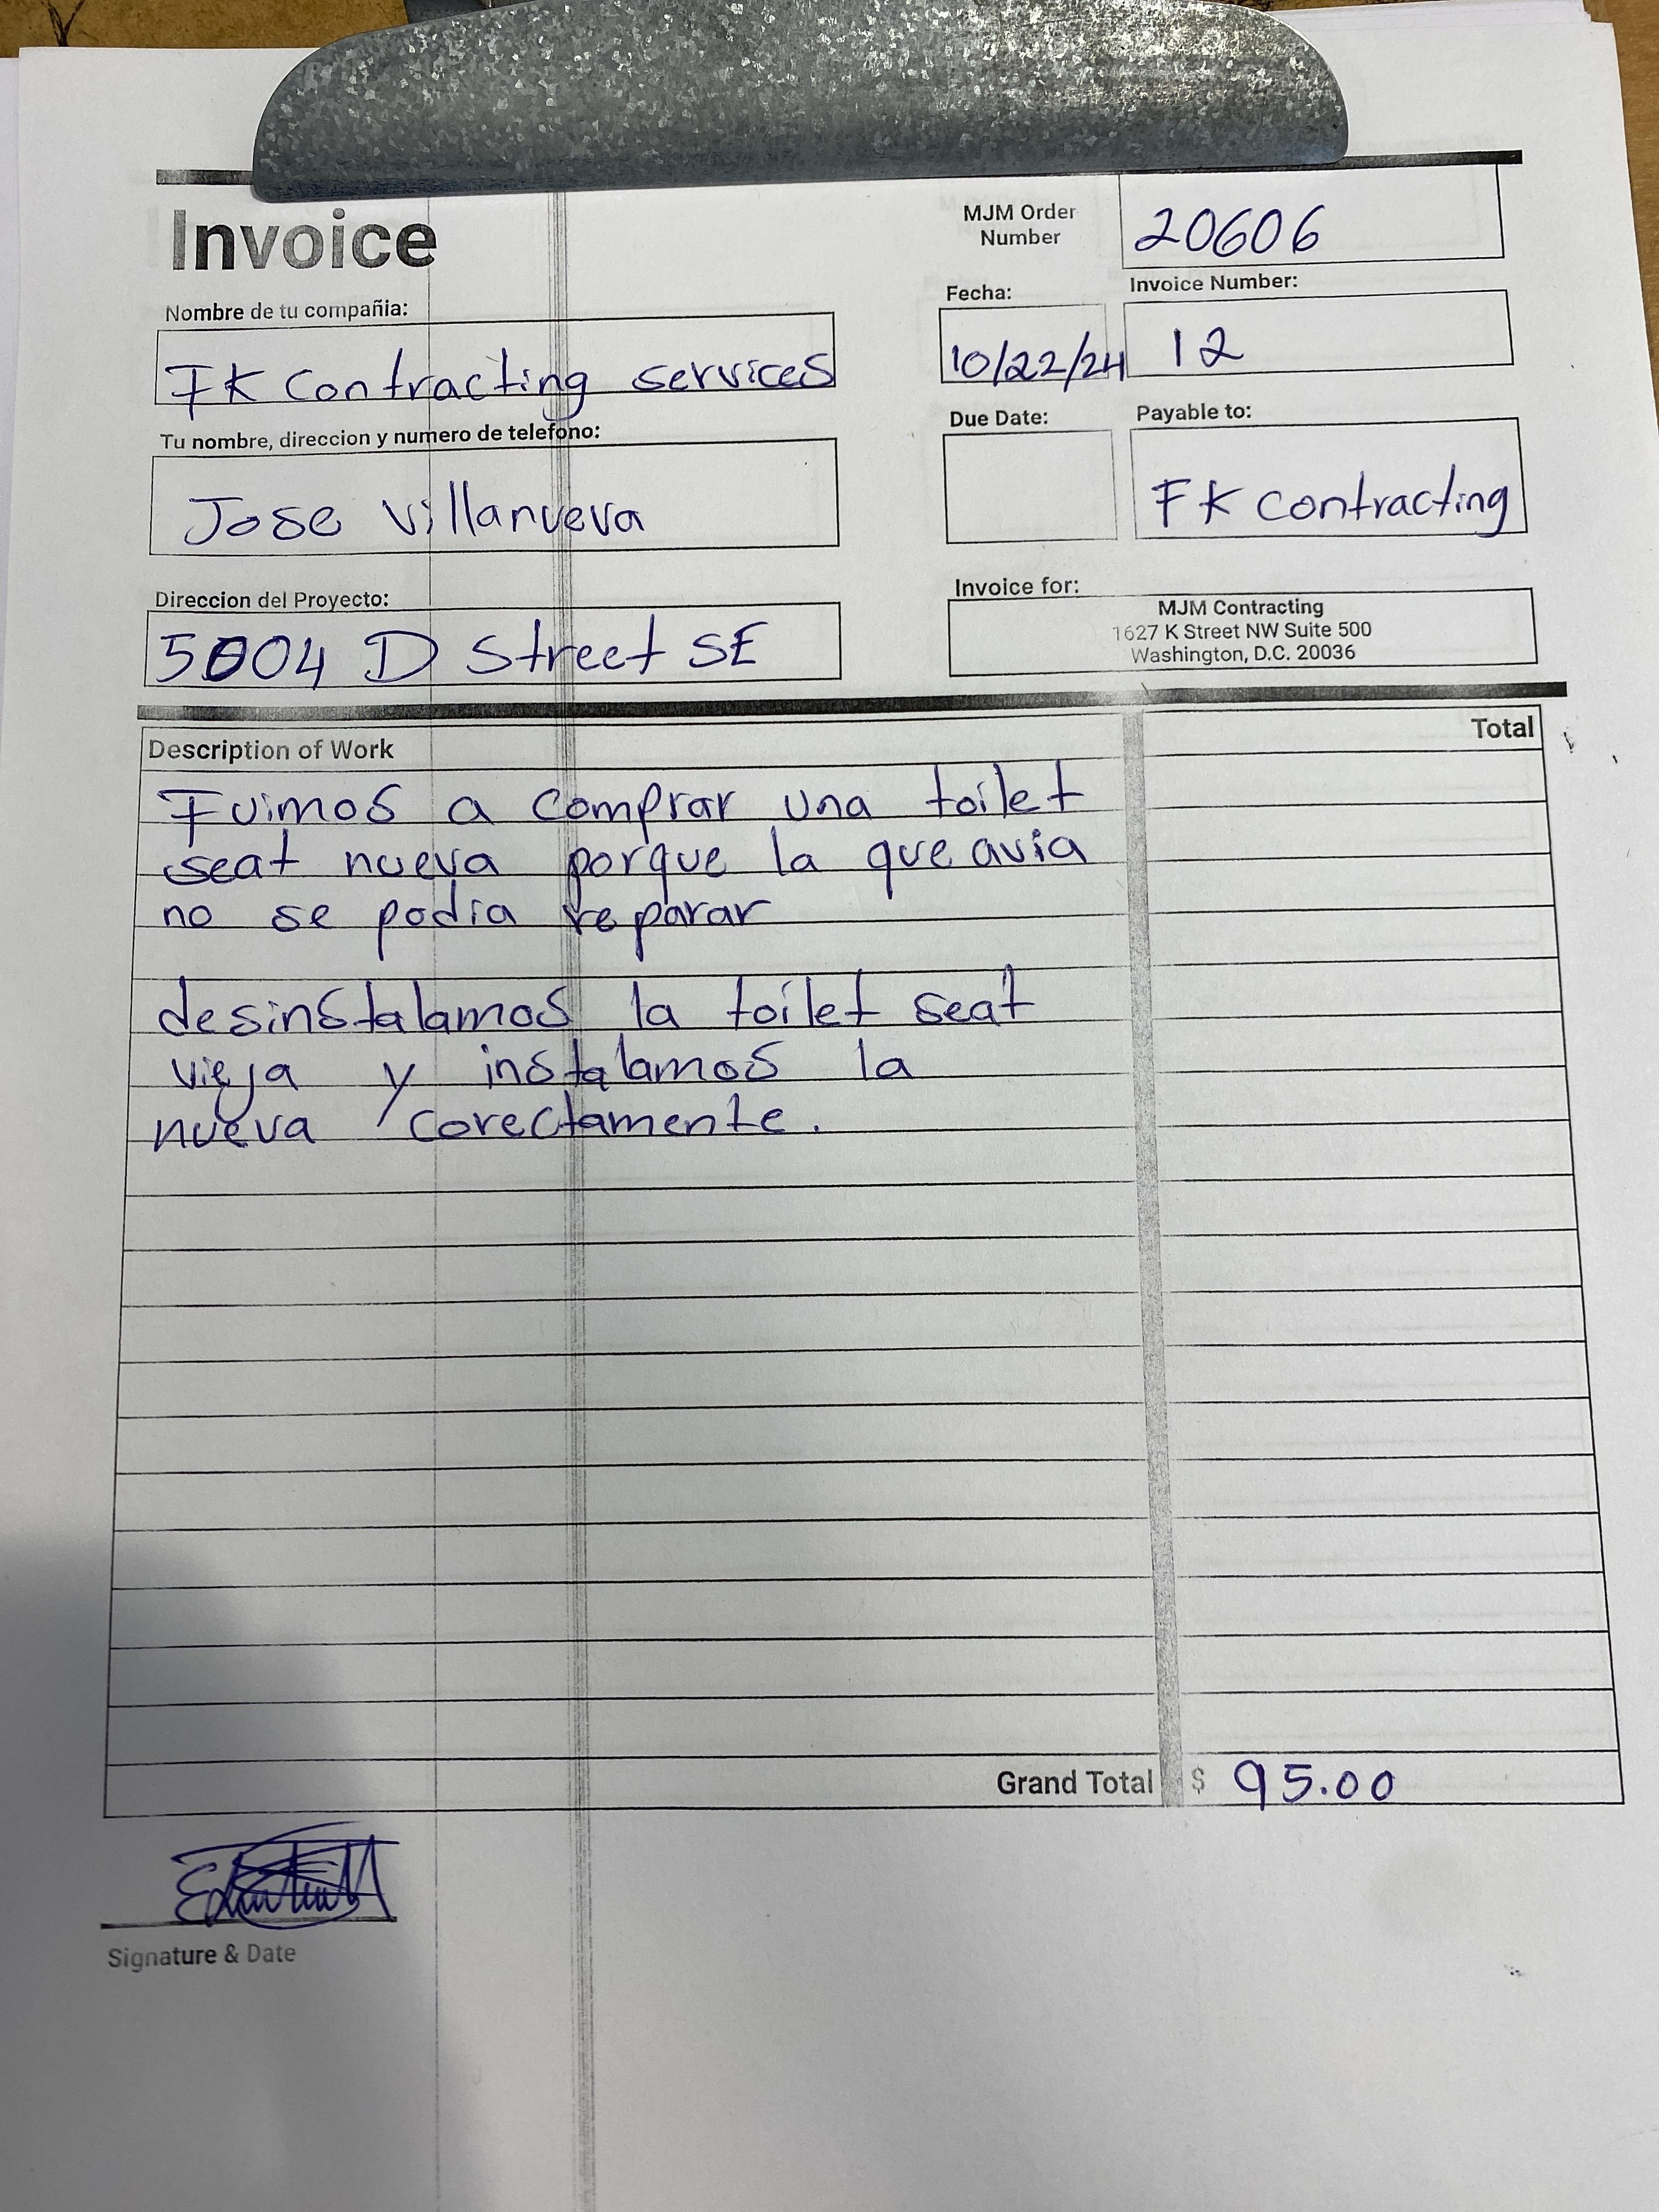 Invoice
MJM Order
Number
20606
Nombre de tu compañia:
FK Contracting services
Fecha:
10/22/24
Invoice Number:
12
Tu nombre, direccion y numero de telefono:
Jose Villanueva
Due Date:
Payable to:
FK contracting
Direccion del Proyecto:
5004 D Street SE
Invoice for:
MJM Contracting
1627 K Street NW Suite 500
Washington, D.C. 20036
Description of Work
Total
Fuimos a comprar una toilet
seat nueva porque la que avia
no se podia reparar
desinstalamos la toilet seat
vieja y instalamos la
nueva corectamente.
Grand Total $ 95.00
Signature & Date